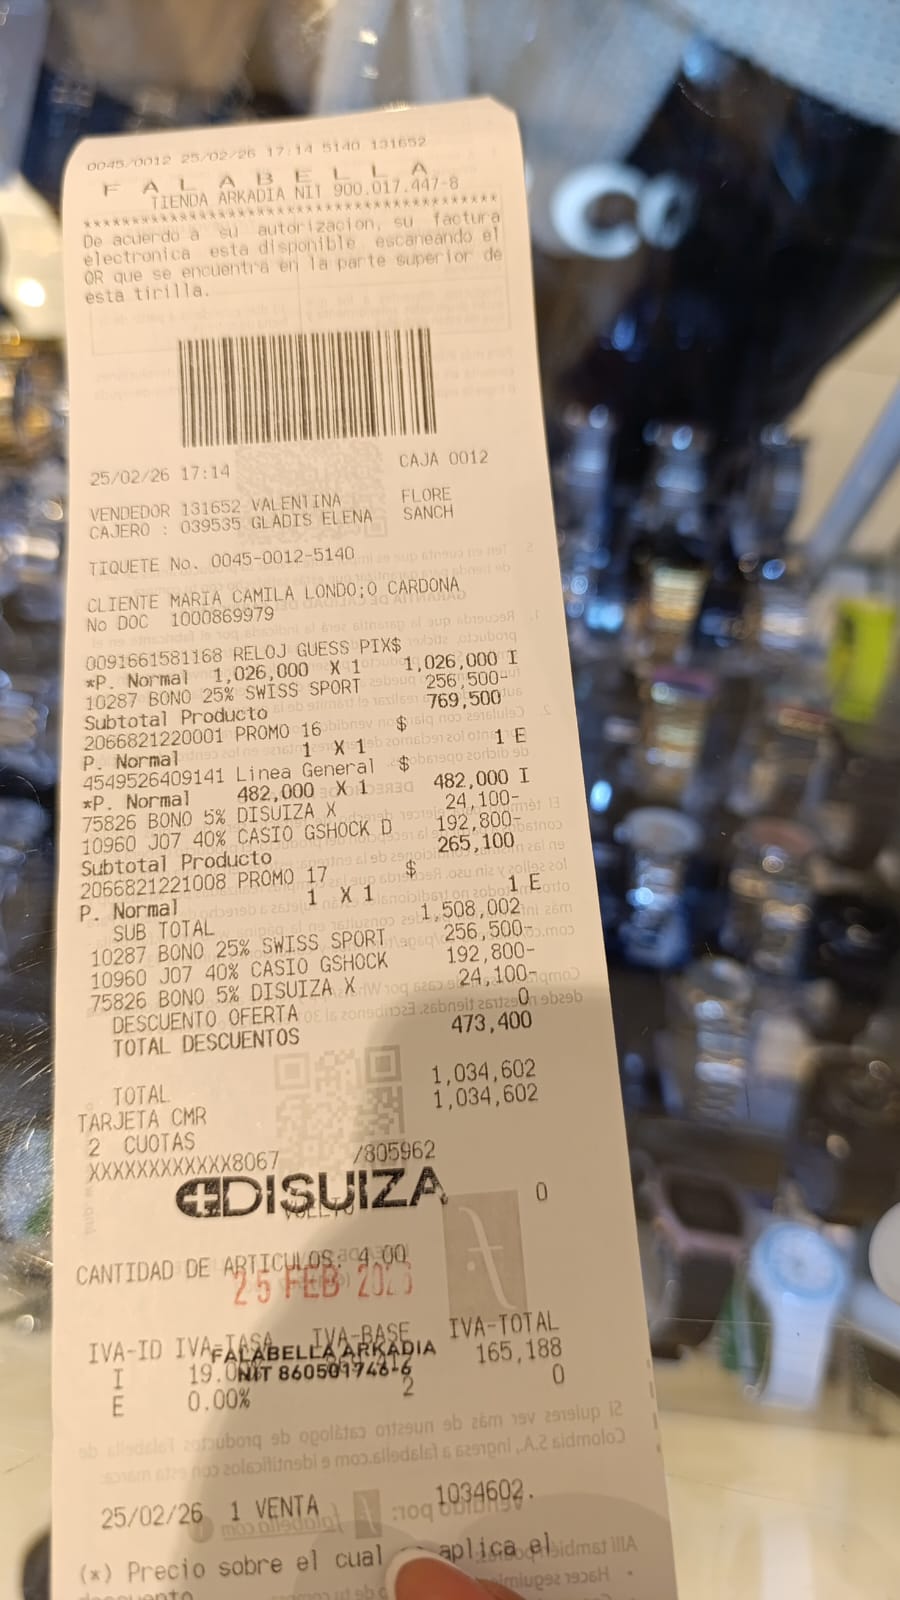 0045/0012 25/02/26 17:14 5140 131652
F A L A B E L L A
TIENDA ARKADIA NIT 900.017.447-8
****************************************
De acuerdo a su autorizacion, su factura
electronica esta disponible escaneando el
QR que se encuentra en la parte superior de
esta tirilla.
25/02/26 17:14 CAJA 0012
VENDEDOR 131652 VALENTINA FLORE
CAJERO : 039535 GLADIS ELENA SANCH
TIQUETE No. 0045-0012-5140
CLIENTE MARIA CAMILA LONDO;O CARDONA
No DOC 1000869979
0091661581168 RELOJ GUESS PIX$
*P. Normal 1,026,000 X 1 1,026,000 I
10287 BONO 25% SWISS SPORT 256,500-
Subtotal Producto 769,500
2066821220001 PROMO 16 $
P. Normal 1 X 1 1 E
4549526409141 Linea General $
*P. Normal 482,000 X 1 482,000 I
75826 BONO 5% DISUIZA X 24,100-
10960 J07 40% CASIO GSHOCK D 192,800-
Subtotal Producto 265,100
2066821221008 PROMO 17 $
P. Normal 1 X 1 1 E
SUB TOTAL 1,508,002
10287 BONO 25% SWISS SPORT 256,500-
10960 J07 40% CASIO GSHOCK 192,800-
75826 BONO 5% DISUIZA X 24,100-
DESCUENTO OFERTA 0
TOTAL DESCUENTOS 473,400
TOTAL 1,034,602
TARJETA CMR 1,034,602
2 CUOTAS
XXXXXXXXXXXX8067 /805962
DISUIZA
VUELTO 0
CANTIDAD DE ARTICULOS: 4.00
25 FEB 202
IVA-ID IVA-TASA IVA-BASE IVA-TOTAL
FALABELLA ARKADIA
I 19.0 165,188
NIT 860501746-6
E 0.00% 2 0
25/02/26 1 VENTA 1034602.
(*) Precio sobre el cual aplica el